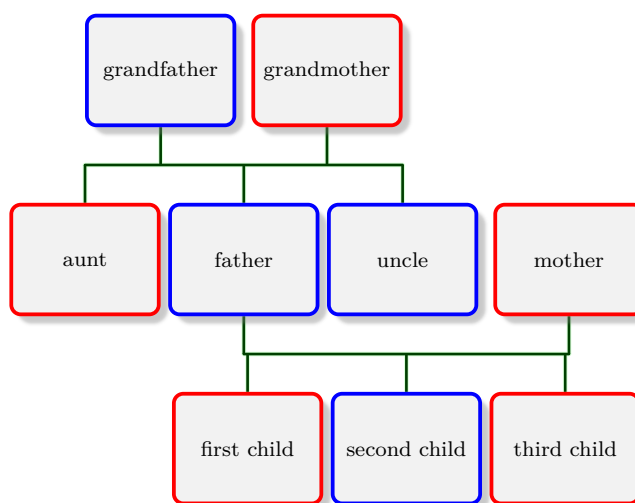 grandfather
grandmother
aunt
father
uncle
mother
first child
second child
third child